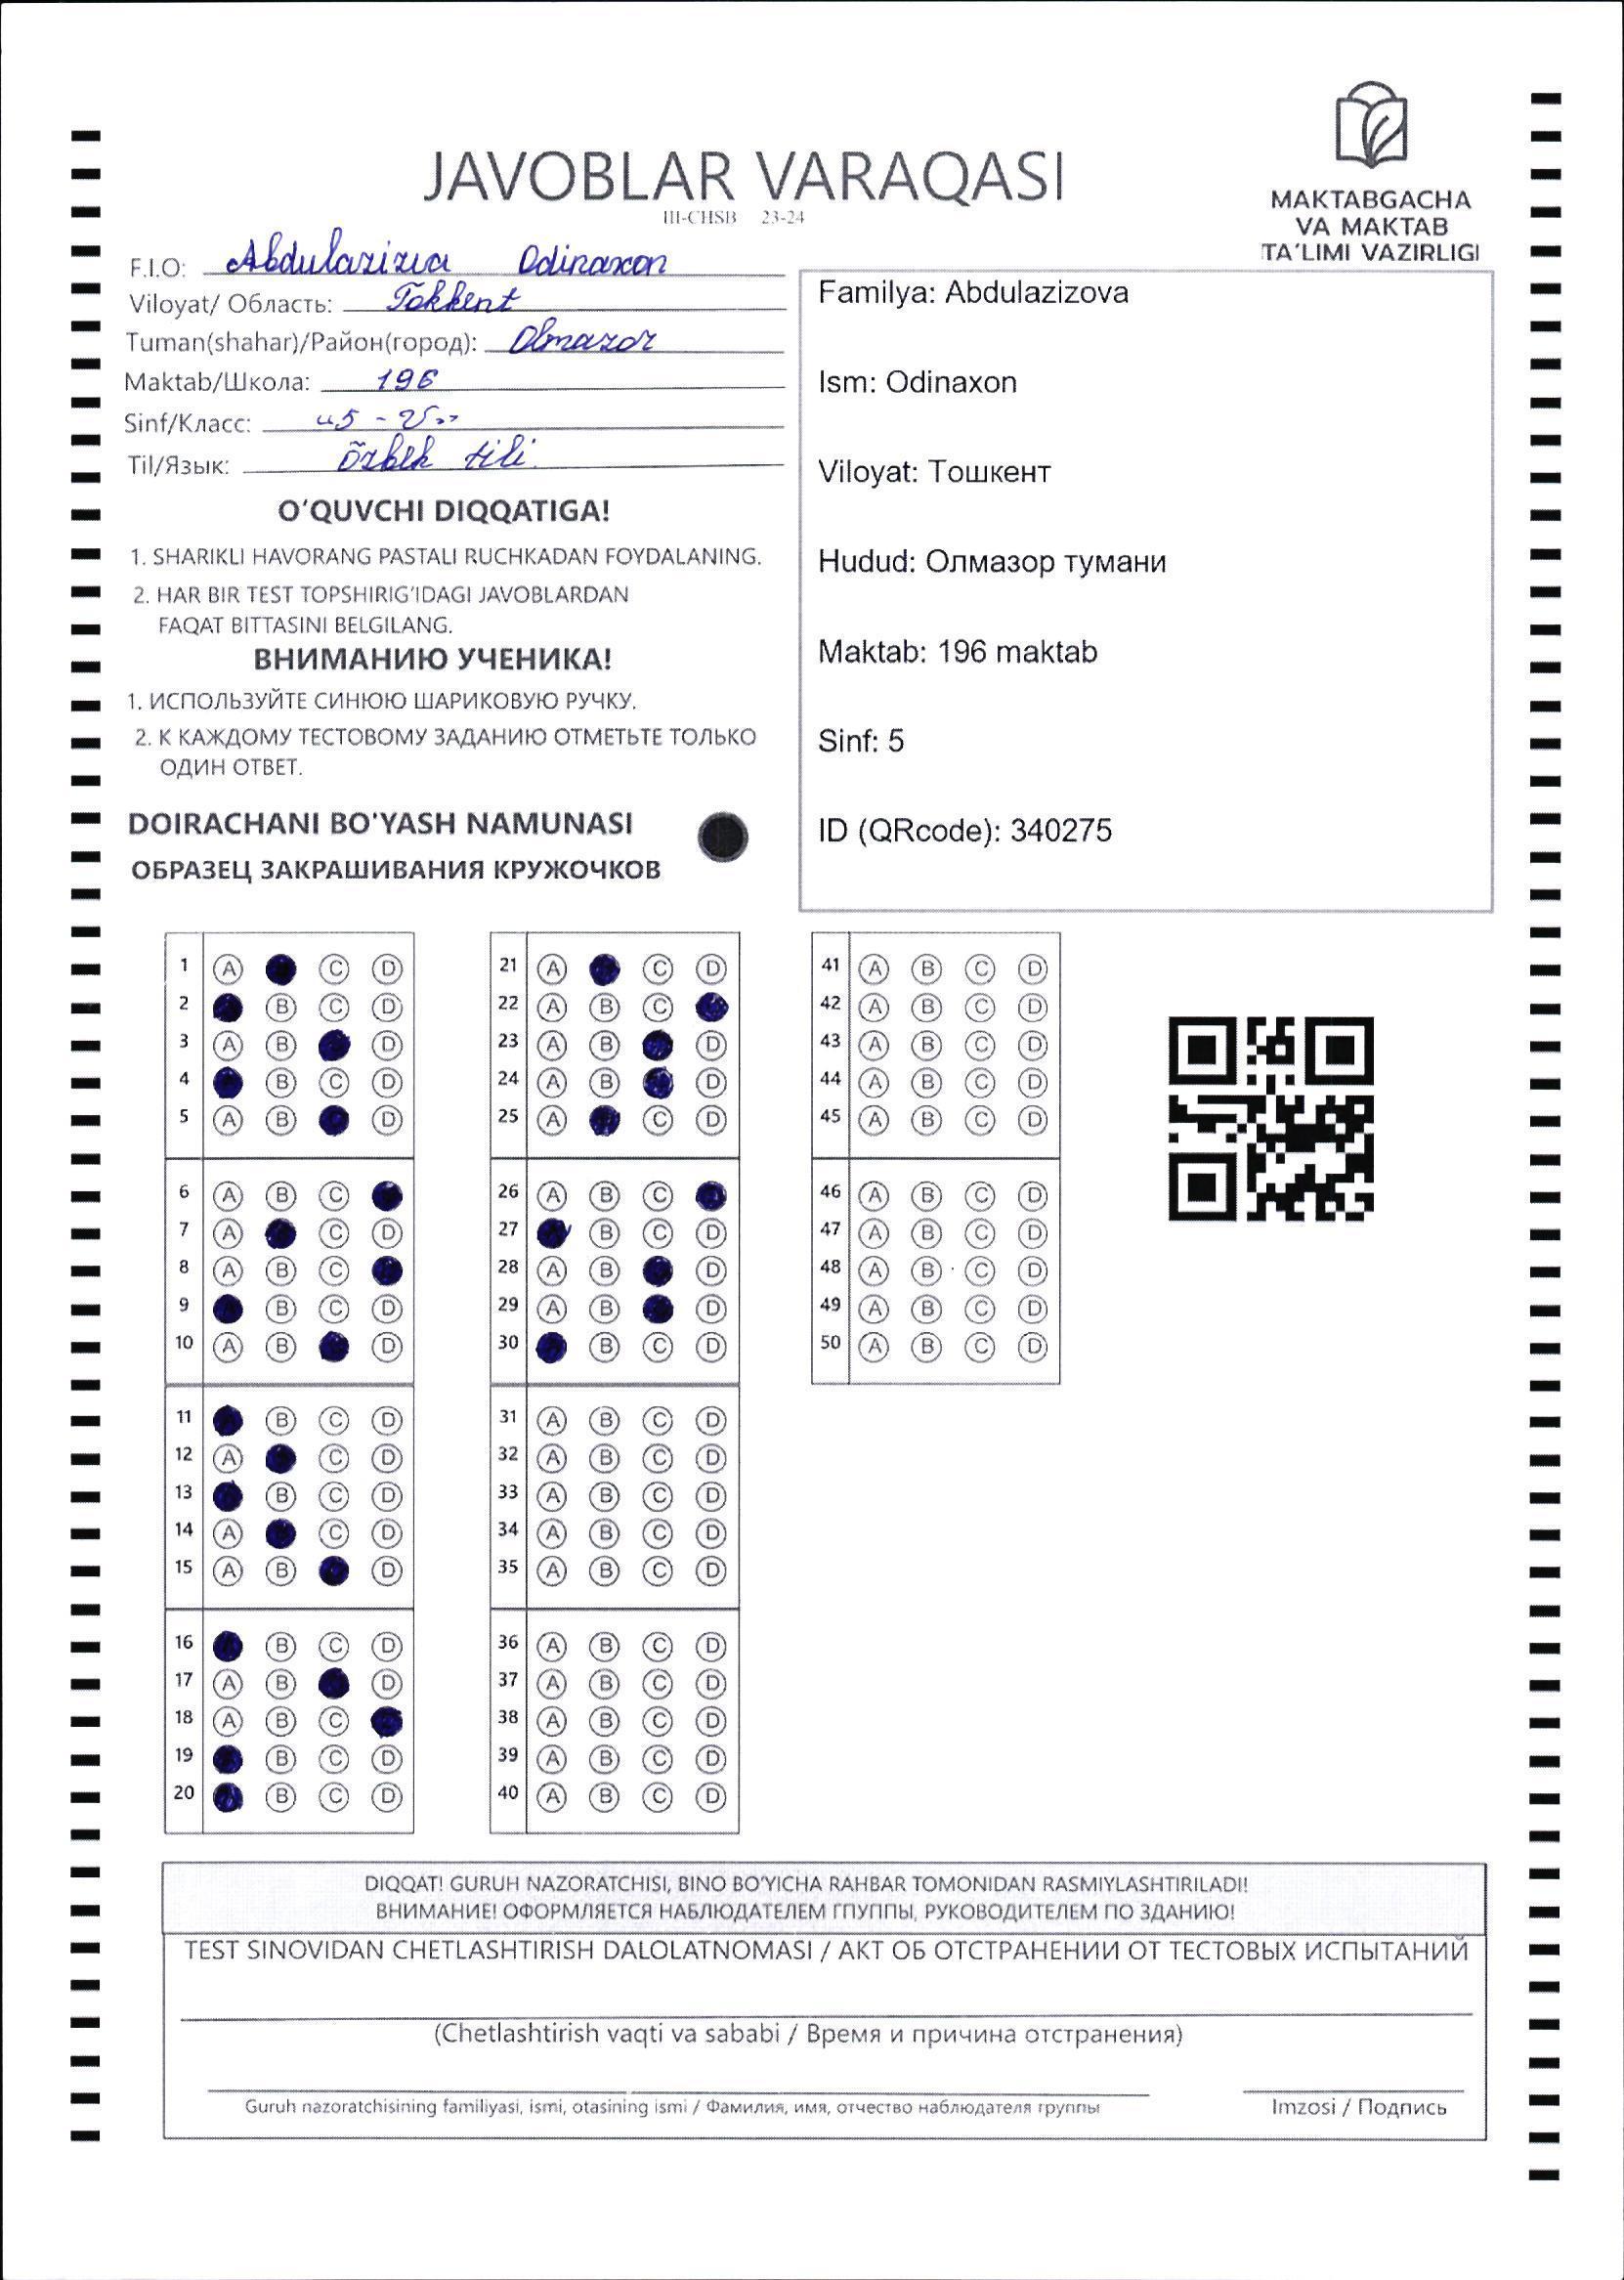 JAVOBLAR VARAQASI
III-CHSB 23-24
MAKTABGACHA
VA MAKTAB
TA'LIMI VAZIRLIGI
F.I.O: Abdulazizva Odinaxon
Viloyat/ Область: Tokkent
Tuman(shahar)/Район(город): Olmazor
Maktab/Школа: 196
Sinf/Класс:
Til/Язык: õzbek tili.
O'QUVCHI DIQQATIGA!
1. SHARIKLI HAVORANG PASTALI RUCHKADAN FOYDALANING.
2. HAR BIR TEST TOPSHIRIG'IDAGI JAVOBLARDAN
FAQAT BITTASINI BELGILANG.
ВНИМАНИЮ УЧЕНИКА!
1. ИСПОЛЬЗУЙТЕ СИНЮЮ ШАРИКОВУЮ РУЧКУ.
2. К КАЖДОМУ ТЕСТОВОМУ ЗАДАНИЮ ОТМЕТЬТЕ ТОЛЬКО
ОДИН ОТВЕТ.
DOIRACHANI BO'YASH NAMUNASI
ОБРАЗЕЦ ЗАКРАШИВАНИЯ КРУЖОЧКОВ
Familya: Abdulazizova
Ism: Odinaxon
Viloyat: Тошкент
Hudud: Олмазор тумани
Maktab: 196 maktab
Sinf: 5
ID (QRcode): 340275
1 A C D
2 B C D
3 A B D
4 B C D
5 A B D
6 A B C
7 A C D
8 A B C
9 B C D
10 A B D
11 B C D
12 A C D
13 B C D
14 A C D
15 A B D
16 B C D
17 A B D
18 A B C
19 B C D
20 B C D
21 A C D
22 A B C
23 A B D
24 A B D
25 A C D
26 A B C
27 B C D
28 A B D
29 A B D
30 B C D
31 A B C D
32 A B C D
33 A B C D
34 A B C D
35 A B C D
36 A B C D
37 A B C D
38 A B C D
39 A B C D
40 A B C D
41 A B C D
42 A B C D
43 A B C D
44 A B C D
45 A B C D
46 A B C D
47 A B C D
48 A B C D
49 A B C D
50 A B C D
DIQQAT! GURUH NAZORATCHISI, BINO BO'YICHA RAHBAR TOMONIDAN RASMIYLASHTIRILADI!
ВНИМАНИЕ! ОФОРМЛЯЕТСЯ НАБЛЮДАТЕЛЕМ ГПУППЫ, РУКОВОДИТЕЛЕМ ПО ЗДАНИЮ!
TEST SINOVIDAN CHETLASHTIRISH DALOLATNOMASI / АКТ ОБ ОТСТРАНЕНИИ ОТ ТЕСТОВЫХ ИСПЫТАНИЙ
(Chetlashtirish vaqti va sababi / Время и причина отстранения)
Guruh nazoratchisining familiyasi, ismi, otasining ismi / Фамилия, имя, отчество наблюдателя группы
Imzosi / Подпись